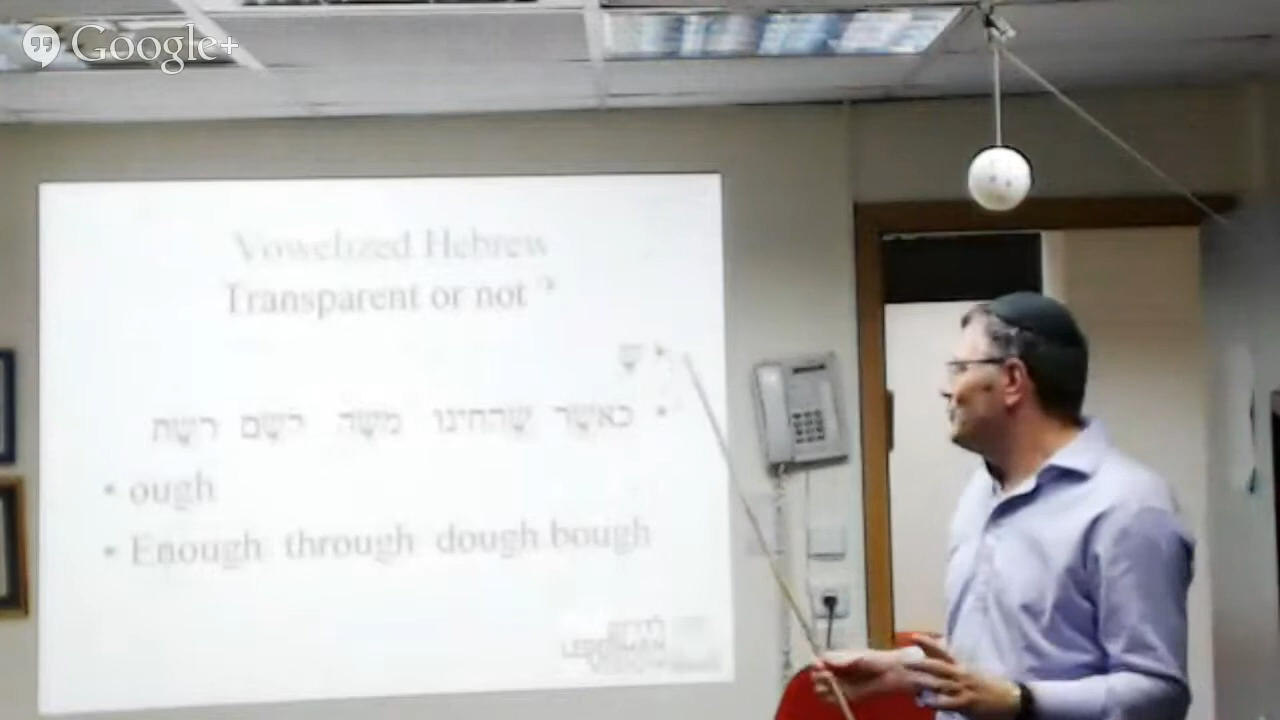 Google+
Vowelized Hebrew
Transparent or not ?
ש
כאשר שהחינו משה רשם רשת
• ough
• Enough through dough bough